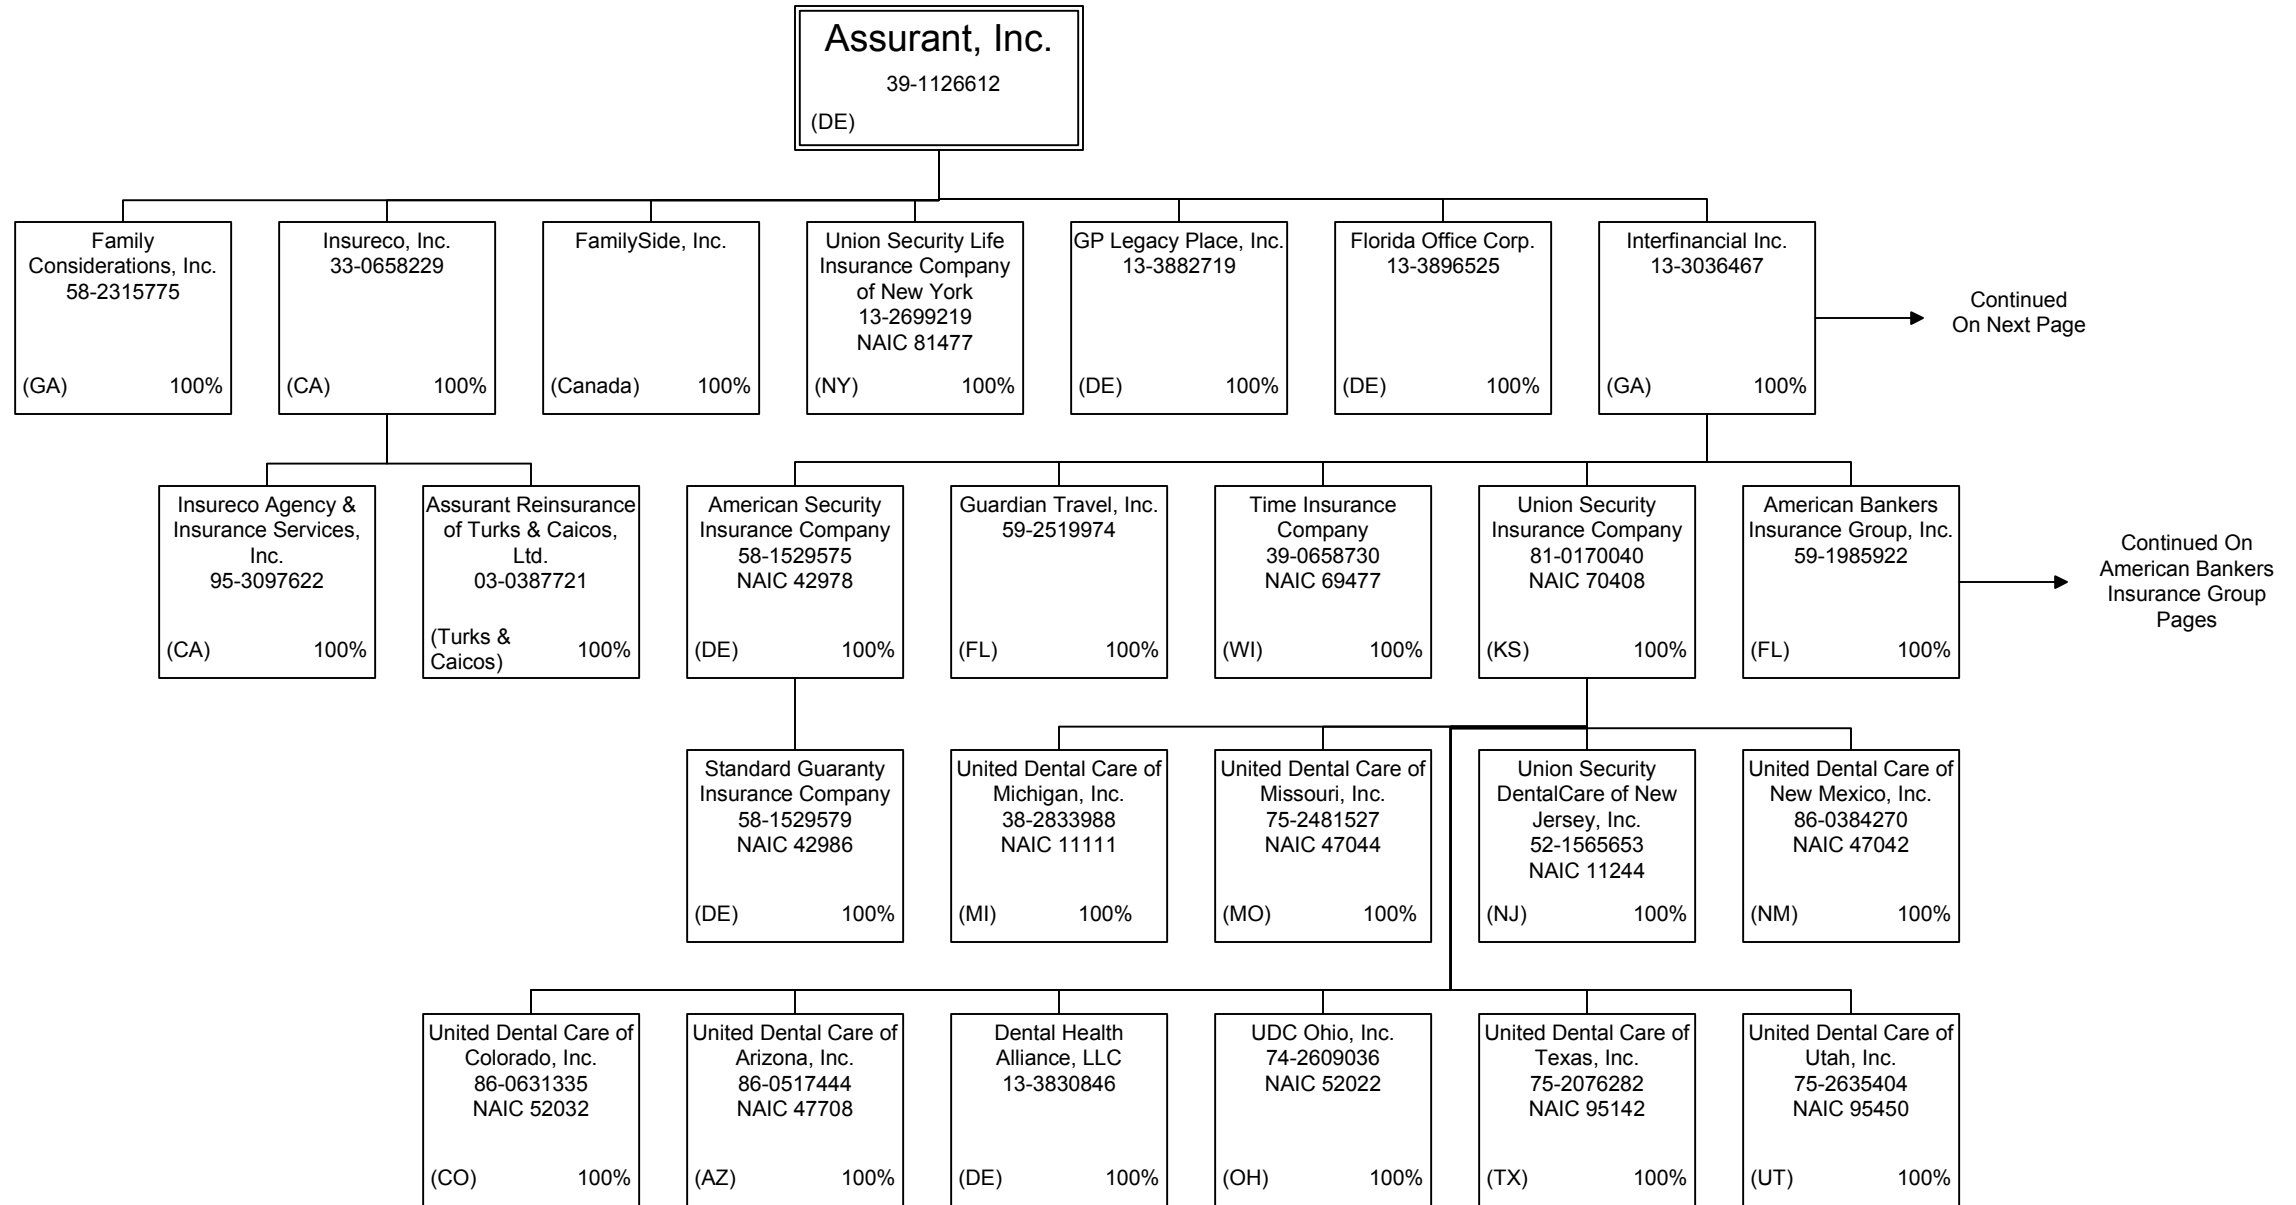 Assurant, Inc.
39-1126612
(DE)
Family
Considerations, Inc.
58-2315775
(GA) 100%
Insureco, Inc.
33-0658229
(CA) 100%
FamilySide, Inc.
(Canada) 100%
Union Security Life
Insurance Company
of New York
13-2699219
NAIC 81477
(NY) 100%
GP Legacy Place, Inc.
13-3882719
(DE) 100%
Florida Office Corp.
13-3896525
(DE) 100%
Interfinancial Inc.
13-3036467
(GA) 100%
Continued
On Next Page
Insureco Agency &
Insurance Services,
Inc.
95-3097622
(CA) 100%
Assurant Reinsurance
of Turks & Caicos,
Ltd.
03-0387721
(Turks &
Caicos) 100%
American Security
Insurance Company
58-1529575
NAIC 42978
(DE) 100%
Guardian Travel, Inc.
59-2519974
(FL) 100%
Time Insurance
Company
39-0658730
NAIC 69477
(WI) 100%
Union Security
Insurance Company
81-0170040
NAIC 70408
(KS) 100%
American Bankers
Insurance Group, Inc.
59-1985922
(FL) 100%
Continued On
American Bankers
Insurance Group
Pages
Standard Guaranty
Insurance Company
58-1529579
NAIC 42986
(DE) 100%
United Dental Care of
Michigan, Inc.
38-2833988
NAIC 11111
(MI) 100%
United Dental Care of
Missouri, Inc.
75-2481527
NAIC 47044
(MO) 100%
Union Security
DentalCare of New
Jersey, Inc.
52-1565653
NAIC 11244
(NJ) 100%
United Dental Care of
New Mexico, Inc.
86-0384270
NAIC 47042
(NM) 100%
United Dental Care of
Colorado, Inc.
86-0631335
NAIC 52032
(CO) 100%
United Dental Care of
Arizona, Inc.
86-0517444
NAIC 47708
(AZ) 100%
Dental Health
Alliance, LLC
13-3830846
(DE) 100%
UDC Ohio, Inc.
74-2609036
NAIC 52022
(OH) 100%
United Dental Care of
Texas, Inc.
75-2076282
NAIC 95142
(TX) 100%
United Dental Care of
Utah, Inc.
75-2635404
NAIC 95450
(UT) 100%